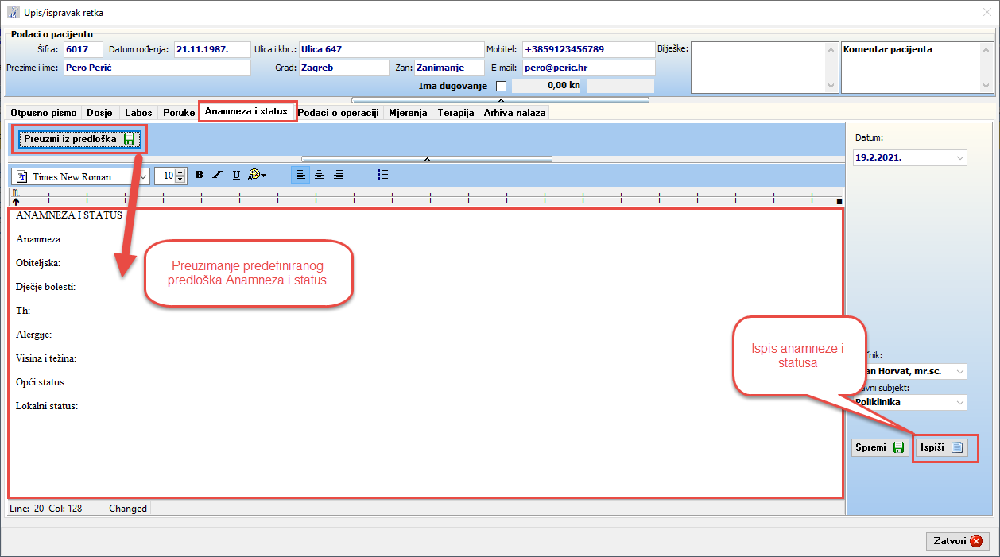 Upis/ispravak retka
Podaci o pacijentu
Šifra: 6017 Datum rođenja: 21.11.1987. Ulica i kbr.: Ulica 647 Mobitel: +3859123456789 Bilješke: Komentar pacijenta
Prezime i ime: Pero Perić Grad: Zagreb Zan: Zanimanje E-mail: pero@peric.hr
Ima dugovanje 0,00 kn
Otpusno pismo Dosje Labos Poruke Anamneza i status Podaci o operaciji Mjerenja Terapija Arhiva nalaza
Preuzmi iz predloška
Datum:
19.2.2021.
Times New Roman 10 B I U
ANAMNEZA I STATUS
Anamneza:
Obiteljska:
Dječje bolesti:
Th:
Alergije:
Visina i težina:
Opći status:
Lokalni status:
Preuzimanje predefiniranog
predloška Anamneza i status
Ispis anamneze i
statusa
čnik:
an Horvat, mr.sc.
avni subjekt:
Poliklinika
Spremi Ispiši
Line: 20 Col: 128 Changed
Zatvori